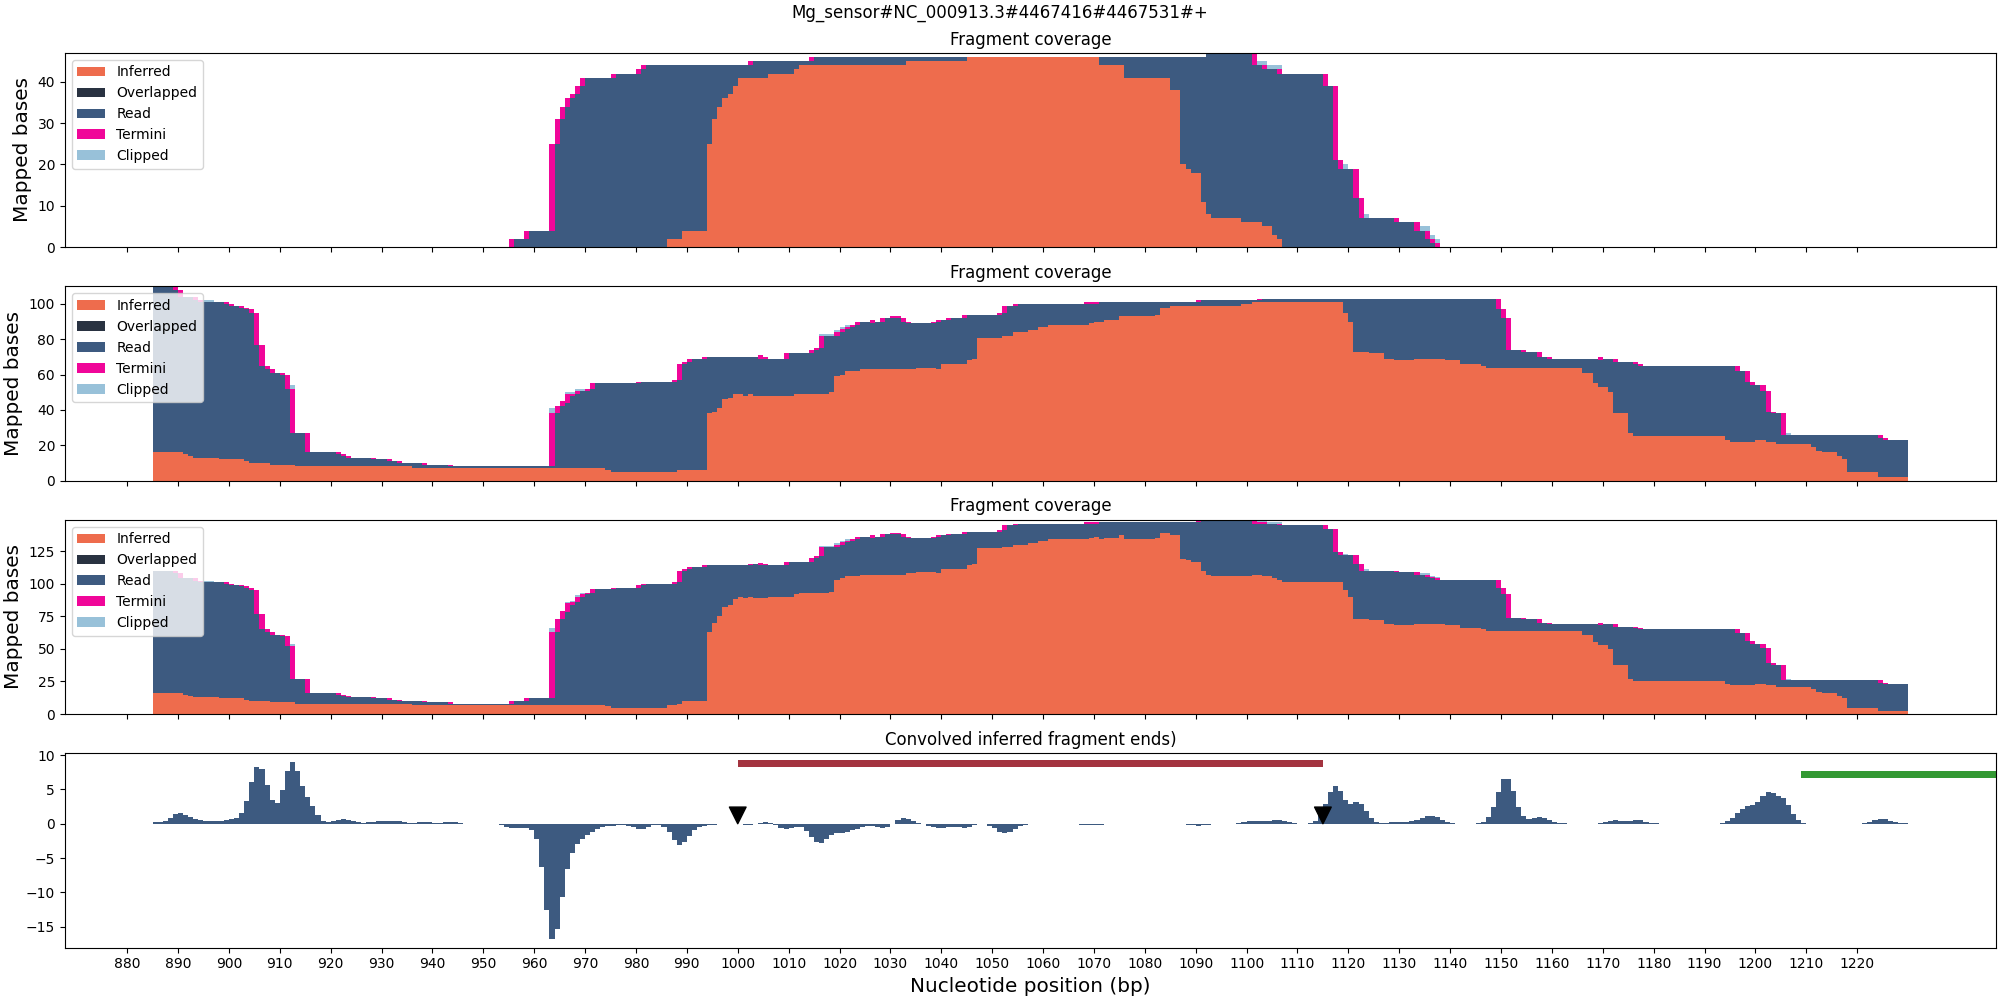 Mg_sensor#NC_000913.3#4467416#4467531#+
Fragment coverage
Mapped bases
40
30
20
10
0
Inferred
Overlapped
Read
Termini
Clipped
Fragment coverage
Mapped bases
100
80
60
40
20
0
Inferred
Overlapped
Read
Termini
Clipped
Fragment coverage
Mapped bases
125
100
75
50
25
0
Inferred
Overlapped
Read
Termini
Clipped
Convolved inferred fragment ends)
10
5
0
−5
−10
−15
880 890 900 910 920 930 940 950 960 970 980 990 1000 1010 1020 1030 1040 1050 1060 1070 1080 1090 1100 1110 1120 1130 1140 1150 1160 1170 1180 1190 1200 1210 1220
Nucleotide position (bp)